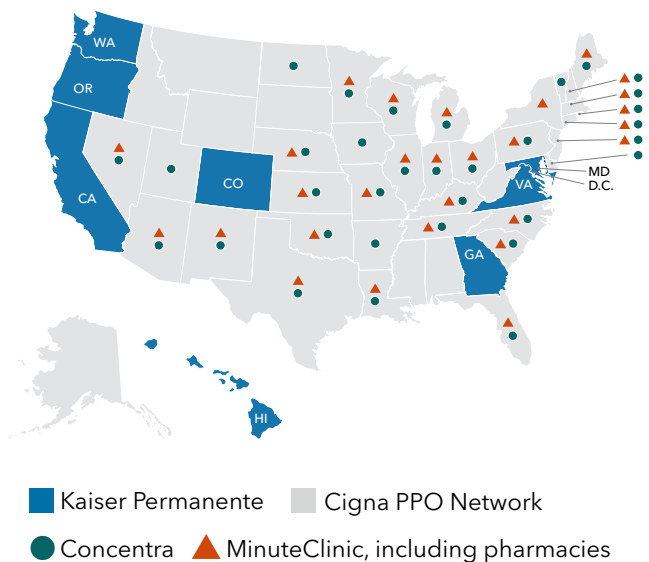 WA
OR
CA
CO
MD
VA
D.C.
GA
HI
Kaiser Permanente
Cigna PPO Network
Concentra
MinuteClinic, including pharmacies